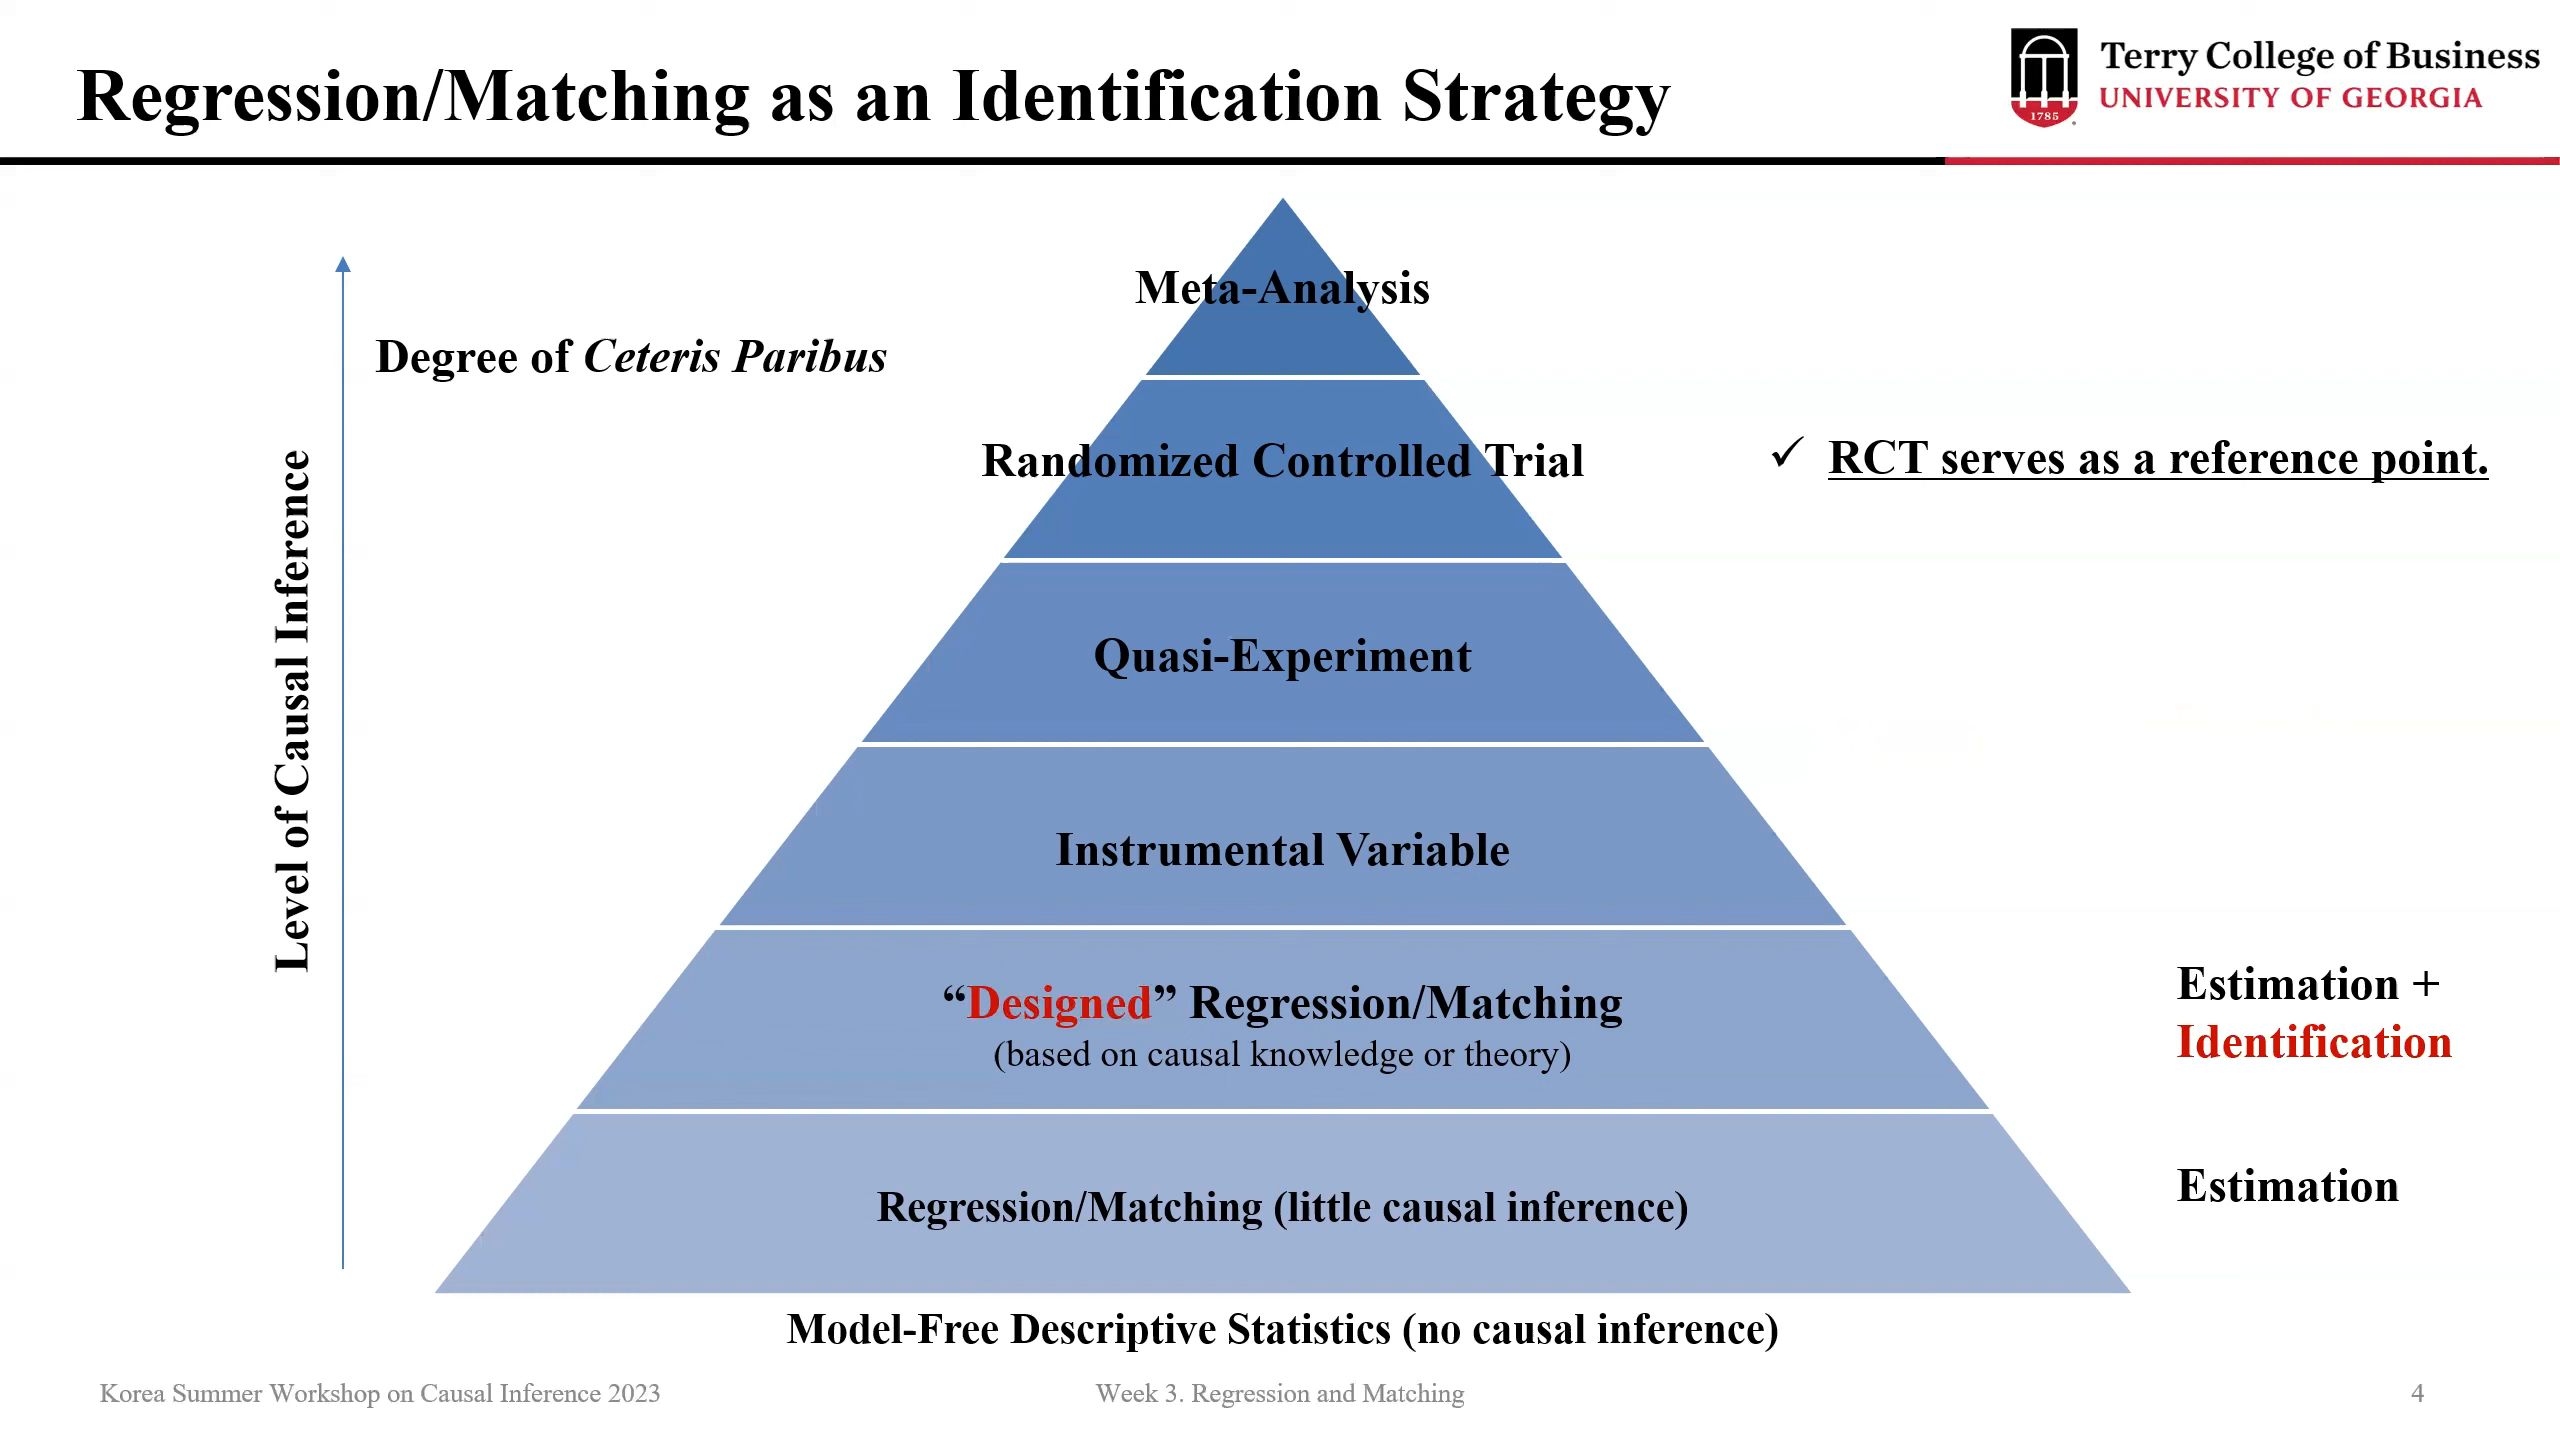 Regression/Matching as an Identification Strategy
Terry College of Business
UNIVERSITY OF GEORGIA
1785
Meta-Analysis
Degree of Ceteris Paribus
Level of Causal Inference
Randomized Controlled Trial
✓ RCT serves as a reference point.
Quasi-Experiment
Instrumental Variable
“Designed” Regression/Matching
(based on causal knowledge or theory)
Estimation +
Identification
Regression/Matching (little causal inference)
Estimation
Model-Free Descriptive Statistics (no causal inference)
Korea Summer Workshop on Causal Inference 2023
Week 3. Regression and Matching
4